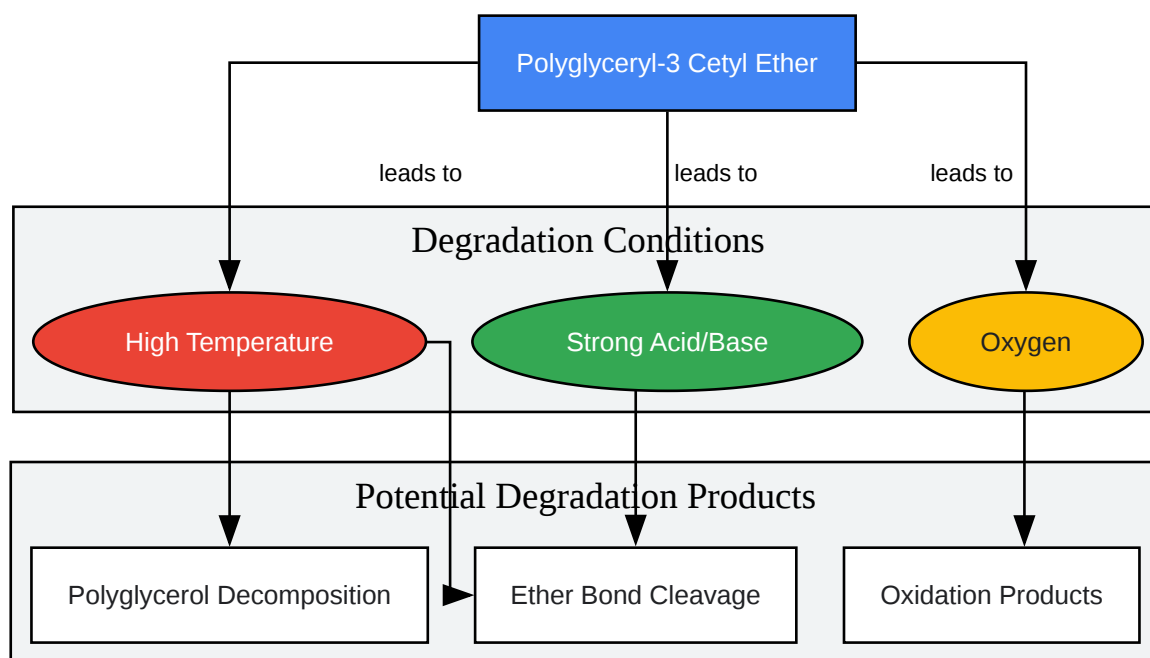 Polyglyceryl-3 Cetyl Ether
leads to
leads to
leads to
Degradation Conditions
High Temperature
Strong Acid/Base
Oxygen
Potential Degradation Products
Polyglycerol Decomposition
Ether Bond Cleavage
Oxidation Products